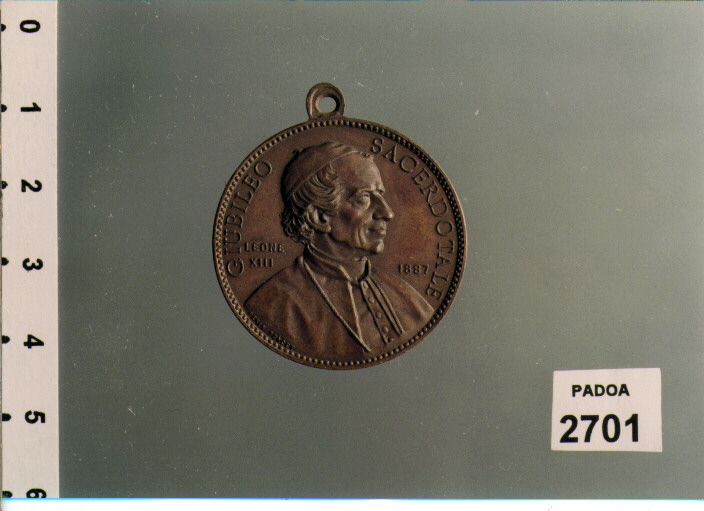 0
1
2
3
4
5
6
GIUBILEO SACERDOTALE
LEONE
XIII
1887
PADOA
2701